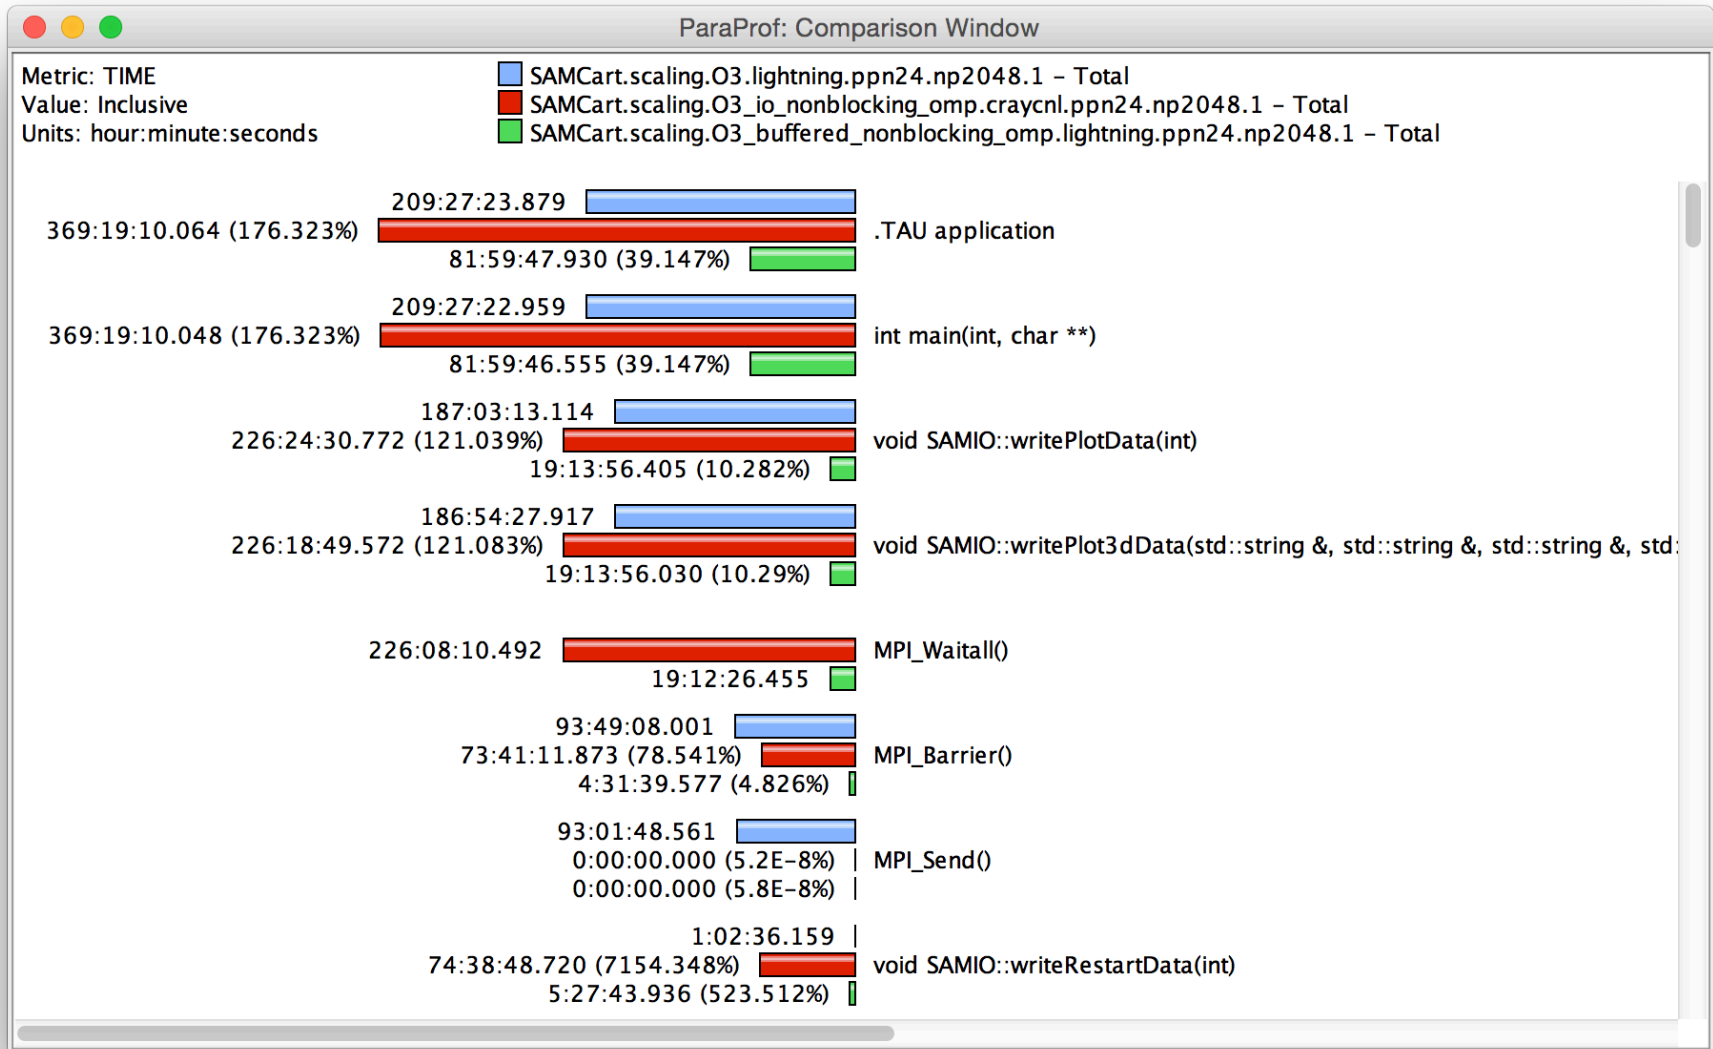 ParaProf: Comparison Window
Metric: TIME
Value: Inclusive
Units: hour:minute:seconds
SAMCart.scaling.O3.lightning.ppn24.np2048.1 – Total
SAMCart.scaling.O3_io_nonblocking_omp.craycnl.ppn24.np2048.1 – Total
SAMCart.scaling.O3_buffered_nonblocking_omp.lightning.ppn24.np2048.1 – Total
209:27:23.879
369:19:10.064 (176.323%) .TAU application
81:59:47.930 (39.147%)
209:27:22.959
369:19:10.048 (176.323%) int main(int, char **)
81:59:46.555 (39.147%)
187:03:13.114
226:24:30.772 (121.039%) void SAMIO::writePlotData(int)
19:13:56.405 (10.282%)
186:54:27.917
226:18:49.572 (121.083%) void SAMIO::writePlot3dData(std::string &, std::string &, std::string &, std:
19:13:56.030 (10.29%)
226:08:10.492 MPI_Waitall()
19:12:26.455
93:49:08.001
73:41:11.873 (78.541%) MPI_Barrier()
4:31:39.577 (4.826%)
93:01:48.561
0:00:00.000 (5.2E–8%) MPI_Send()
0:00:00.000 (5.8E–8%)
1:02:36.159
74:38:48.720 (7154.348%) void SAMIO::writeRestartData(int)
5:27:43.936 (523.512%)